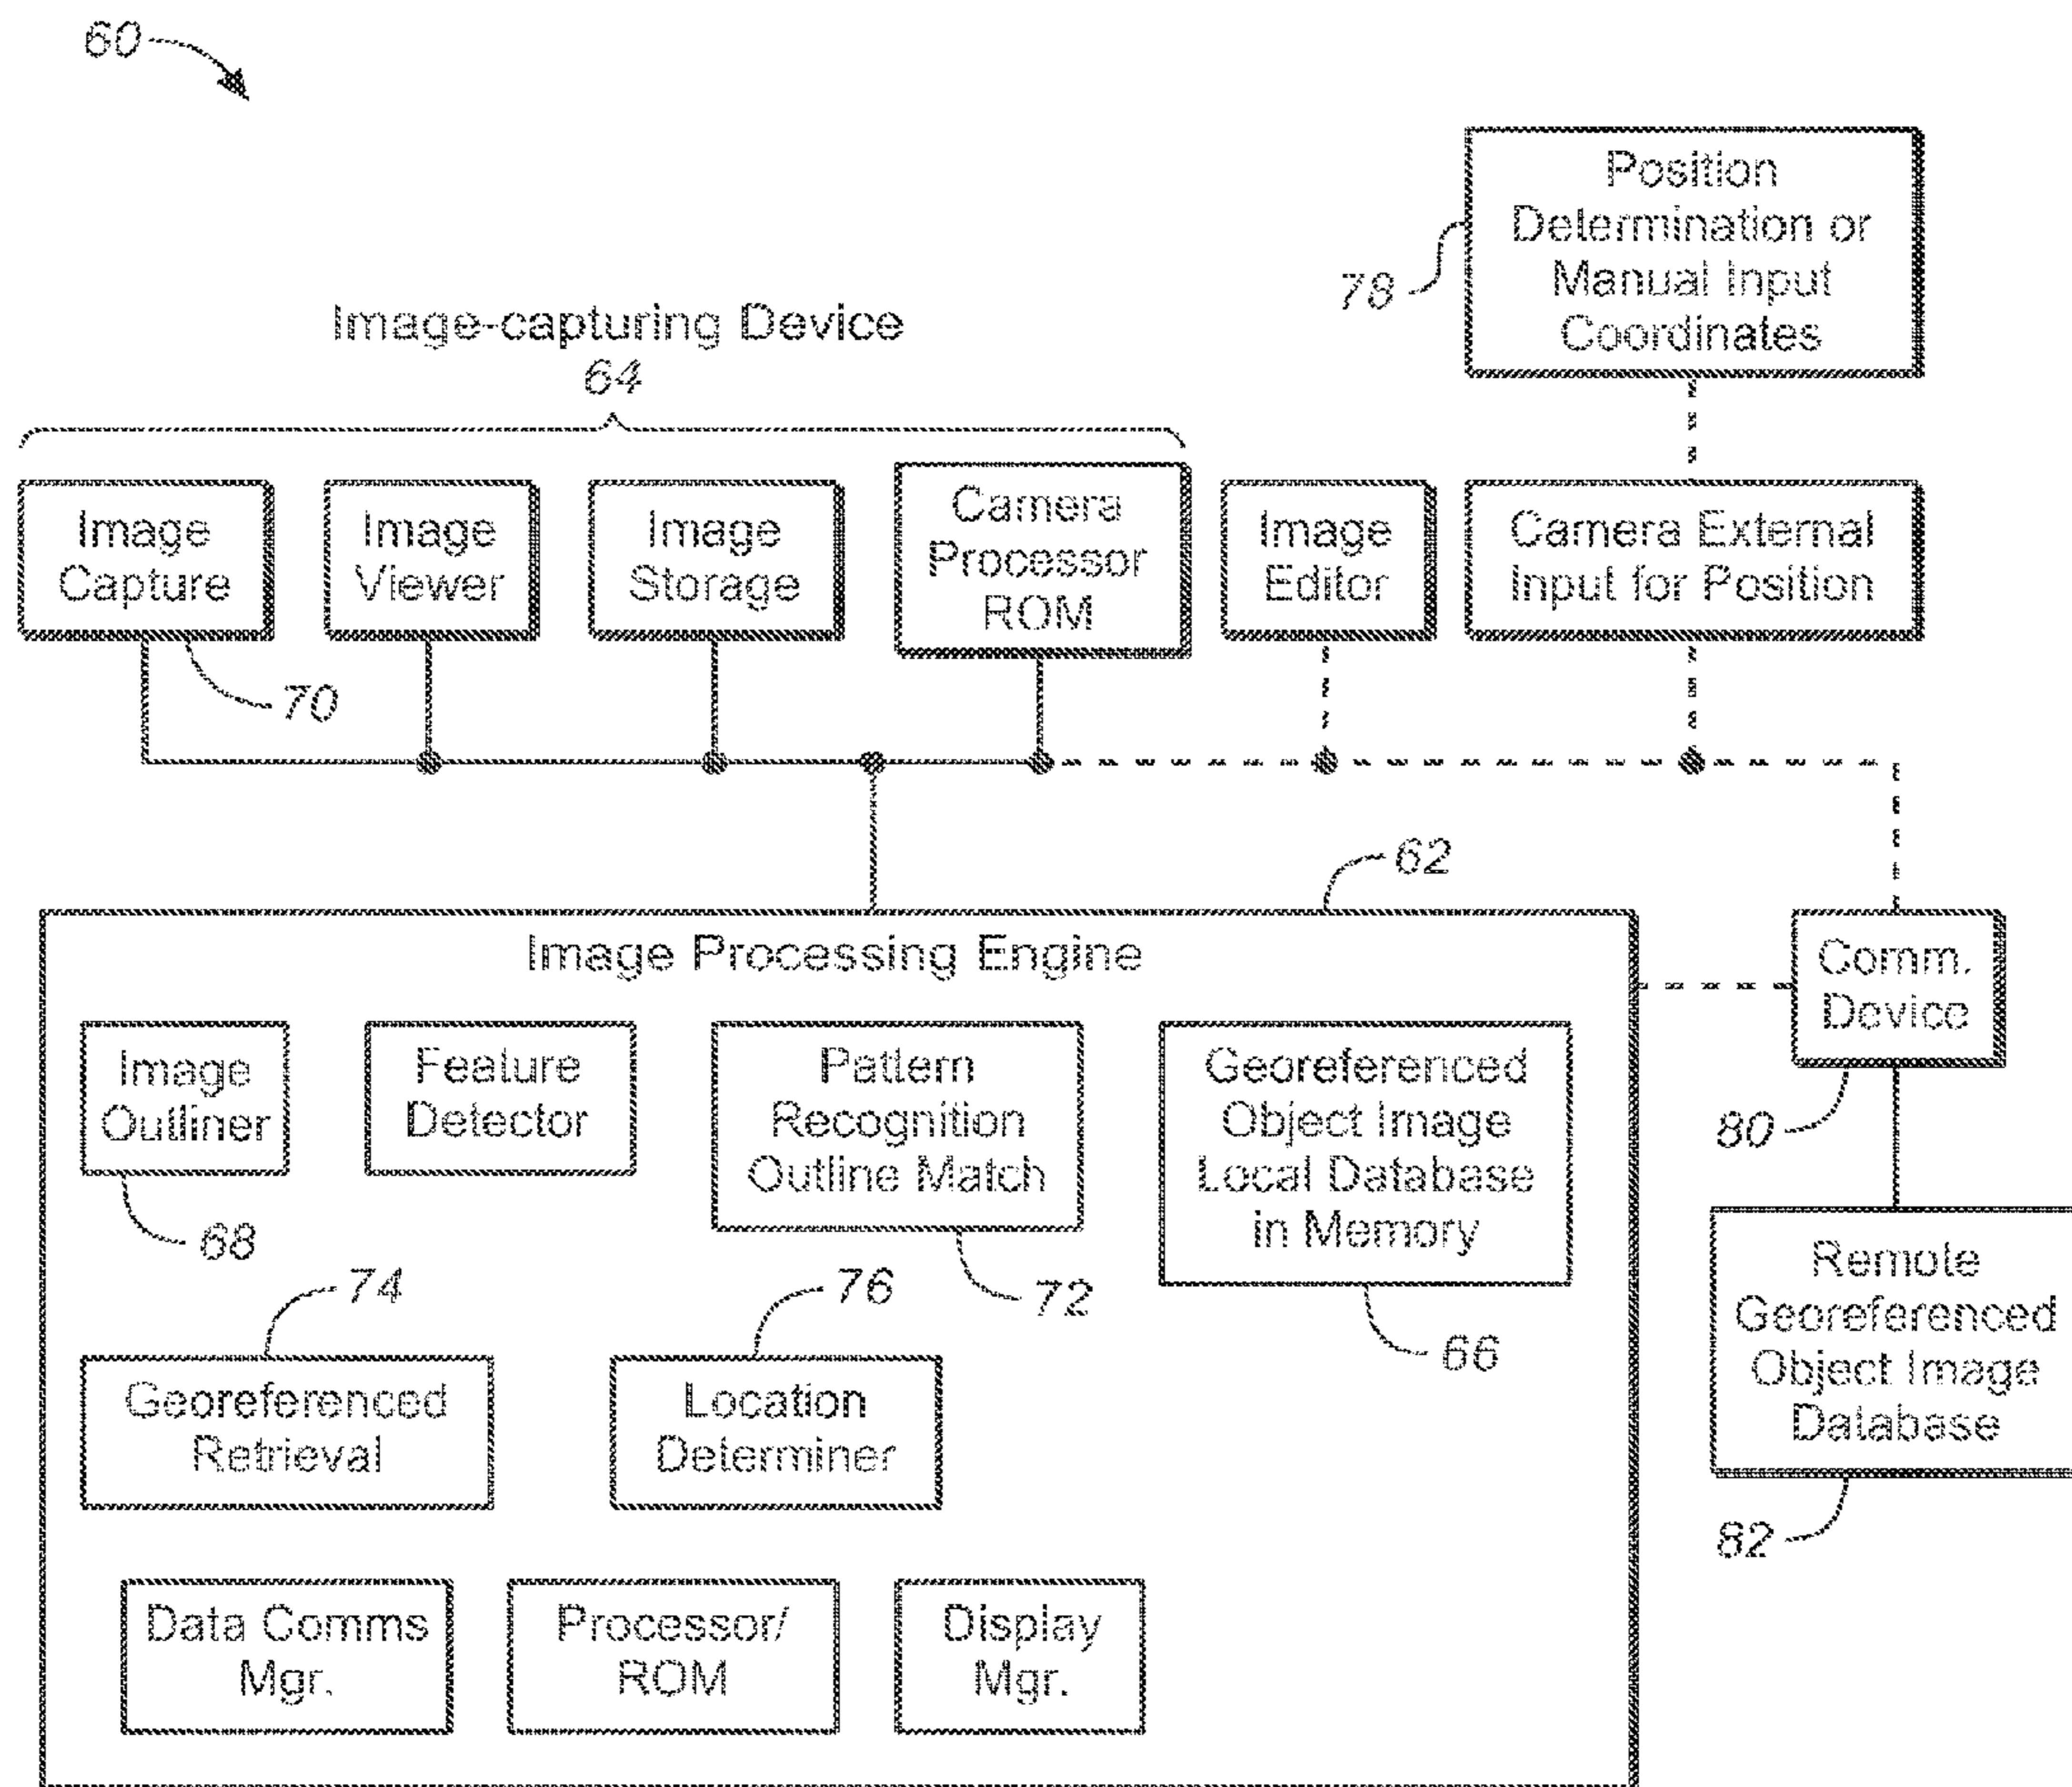 60
Position
Determination or
Manual Input
Coordinates
78
Image-capturing Device
64
Image
Capture
Image
Viewer
Image
Storage
Camera
Processor
ROM
Image
Editor
Camera External
Input for Position
70
62
Image Processing Engine
Comm.
Device
80
Image
Outliner
68
Feature
Detector
Pattern
Recognition
Outline Match
72
Georeferenced
Object Image
Local Database
in Memory
66
Remote
Georeferenced
Object Image
Database
82
74
Georeferenced
Retrieval
76
Location
Determiner
Data Comms
Mgr.
Processor/
ROM
Display
Mgr.